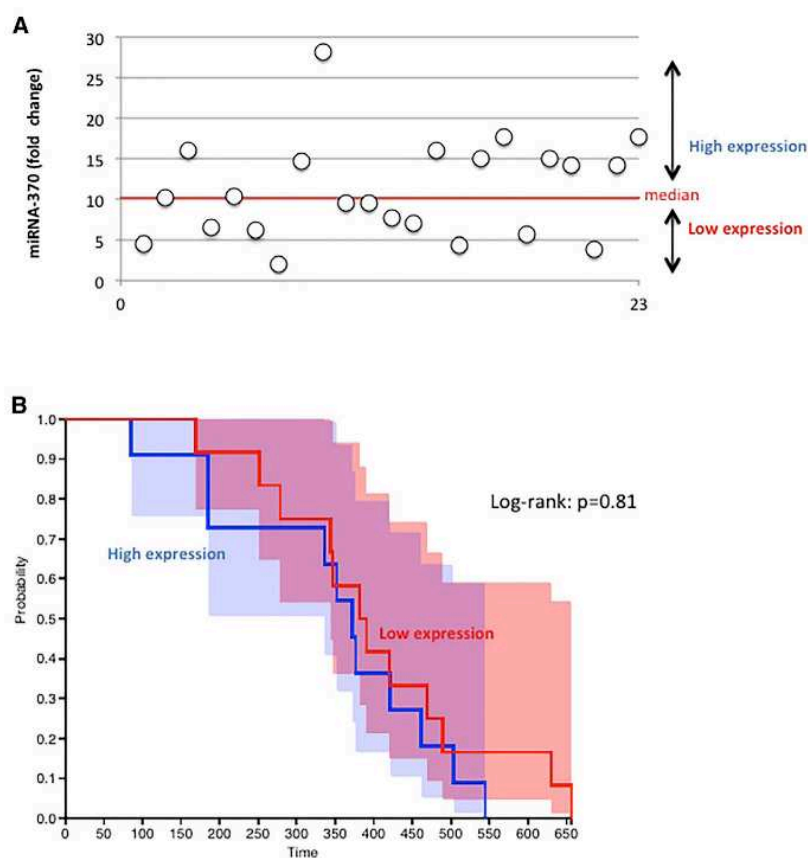 A
miRNA-370 (fold change)
30
25
20
15
10
5
0
0
23
High expression
median
Low expression
B
Probability
1.0
0.9
0.8
0.7
0.6
0.5
0.4
0.3
0.2
0.1
0.0
Log-rank: p=0.81
High expression
Low expression
0 50 100 150 200 250 300 350 400 450 500 550 600 650
Time